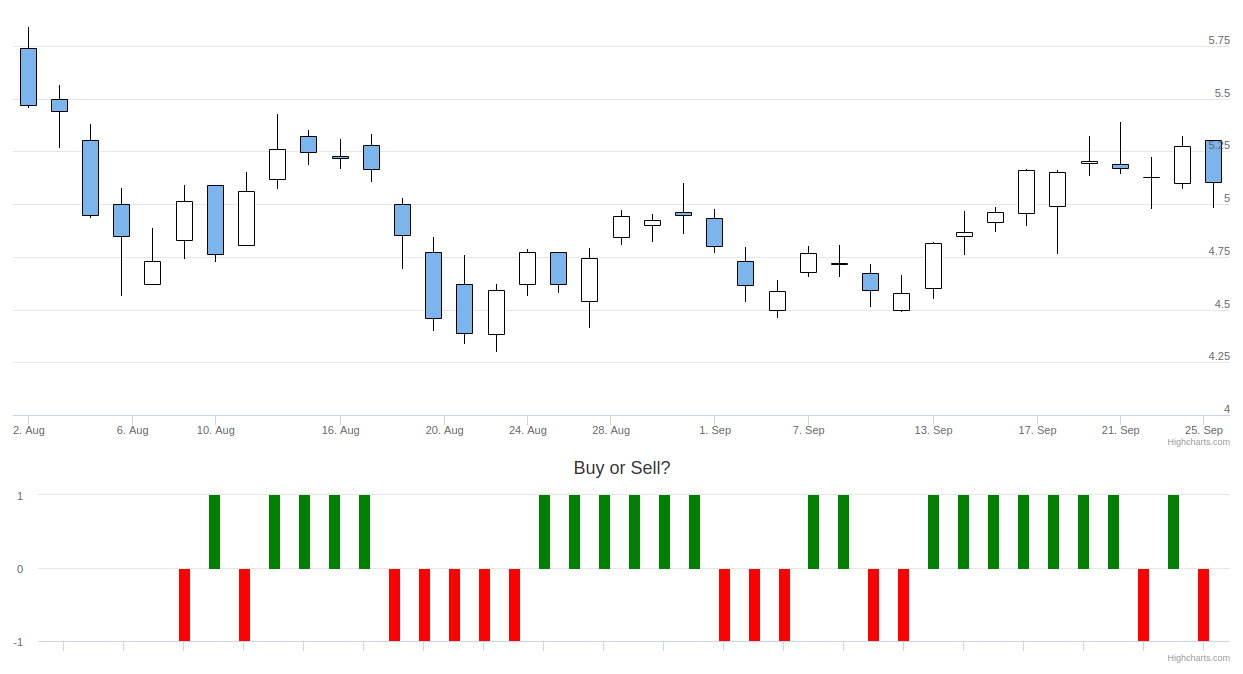 5.75
5.5
5.25
5
4.75
4.5
4.25
4
2. Aug 6. Aug 10. Aug 16. Aug 20. Aug 24. Aug 28. Aug 1. Sep 7. Sep 13. Sep 17. Sep 21. Sep 25. Sep
Highcharts.com
Buy or Sell?
1
0
-1
Highcharts.com